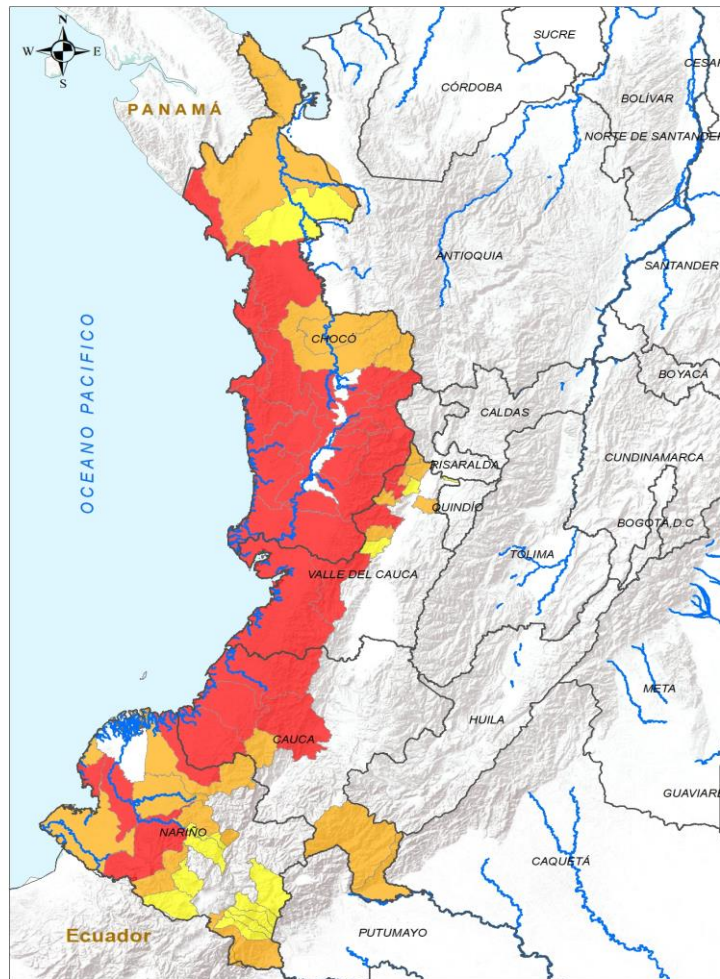 N
W
E
S
PANAMÁ
SUCRE
CÓRDOBA
CESAR
BOLÍVAR
NORTE DE SANTANDER
ANTIOQUIA
SANTANDER
OCEANO PACIFICO
CHOCÓ
BOYACÁ
CALDAS
CUNDINAMARCA
RISARALDA
QUINDÍO
BOGOTÁ,D.C
TOLIMA
VALLE DEL CAUCA
META
HUILA
CAUCA
GUAVIARE
NARIÑO
CAQUETÁ
PUTUMAYO
Ecuador